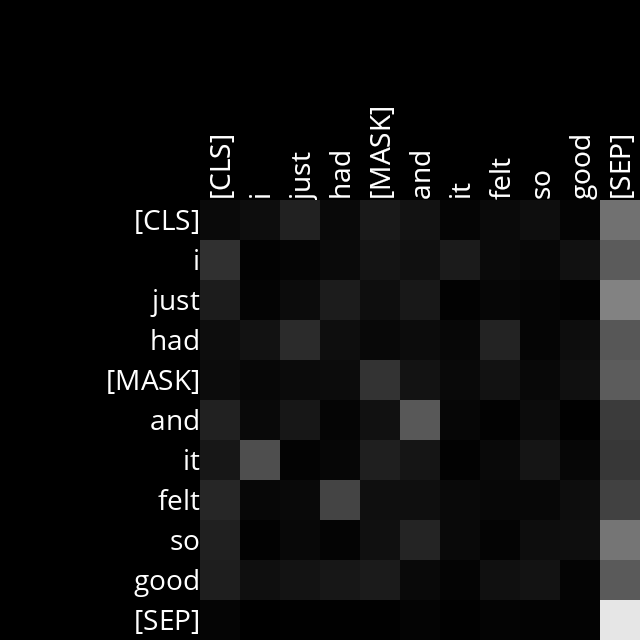 [CLS] i just had [MASK] and it felt so good [SEP]
[CLS]
i
just
had
[MASK]
and
it
felt
so
good
[SEP]